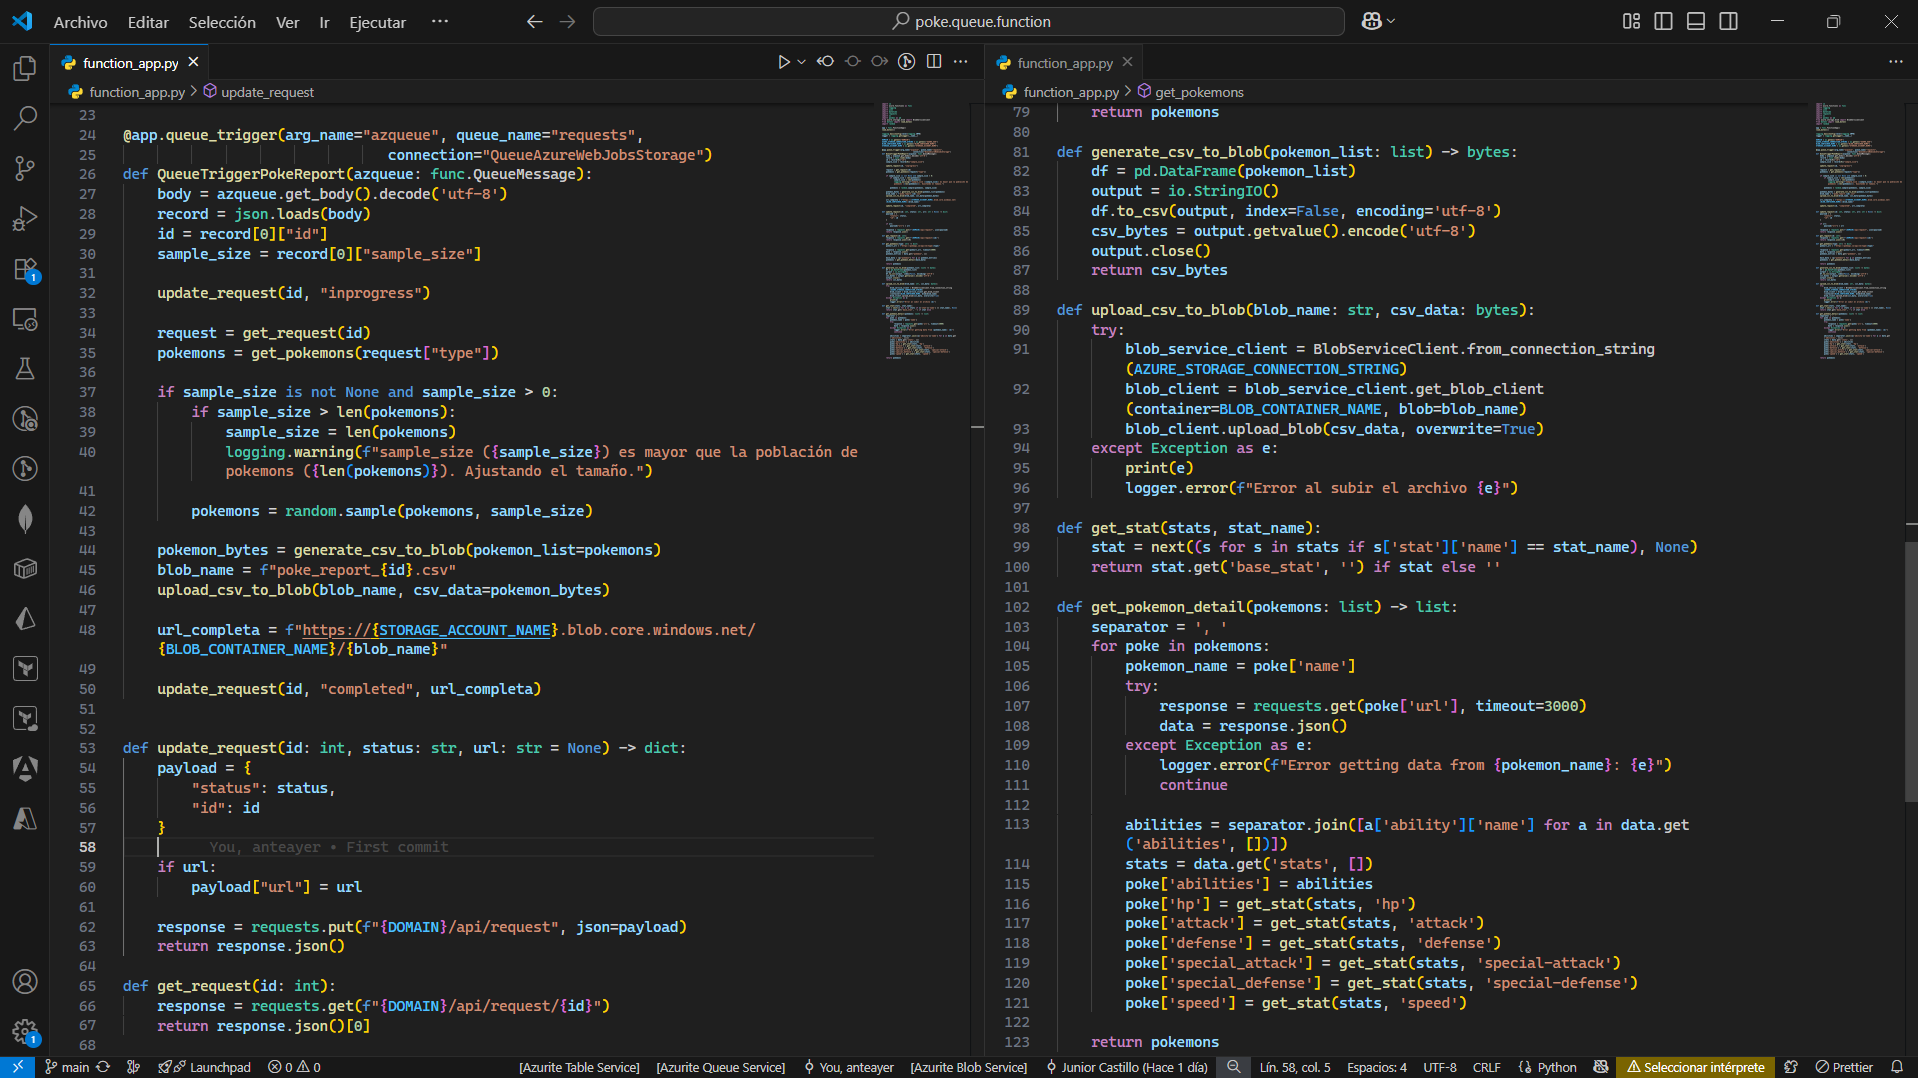 Archivo Editar Selección Ver Ir Ejecutar ··· poke.queue.function
function_app.py
function_app.py > update_request
23
24 @app.queue_trigger(arg_name="azqueue", queue_name="requests",
25 connection="QueueAzureWebJobsStorage")
26 def QueueTriggerPokeReport(azqueue: func.QueueMessage):
27 body = azqueue.get_body().decode('utf-8')
28 record = json.loads(body)
29 id = record[0]["id"]
30 sample_size = record[0]["sample_size"]
31
32 update_request(id, "inprogress")
33
34 request = get_request(id)
35 pokemons = get_pokemons(request["type"])
36
37 if sample_size is not None and sample_size > 0:
38 if sample_size > len(pokemons):
39 sample_size = len(pokemons)
40 logging.warning(f"sample_size ({sample_size}) es mayor que la población de
pokemons ({len(pokemons)}). Ajustando el tamaño.")
41
42 pokemons = random.sample(pokemons, sample_size)
43
44 pokemon_bytes = generate_csv_to_blob(pokemon_list=pokemons)
45 blob_name = f"poke_report_{id}.csv"
46 upload_csv_to_blob(blob_name, csv_data=pokemon_bytes)
47
48 url_completa = f"https://{STORAGE_ACCOUNT_NAME}.blob.core.windows.net/
{BLOB_CONTAINER_NAME}/{blob_name}"
49
50 update_request(id, "completed", url_completa)
51
52
53 def update_request(id: int, status: str, url: str = None) -> dict:
54 payload = {
55 "status": status,
56 "id": id
57 }
58 You, anteayer • First commit
59 if url:
60 payload["url"] = url
61
62 response = requests.put(f"{DOMAIN}/api/request", json=payload)
63 return response.json()
64
65 def get_request(id: int):
66 response = requests.get(f"{DOMAIN}/api/request/{id}")
67 return response.json()[0]
68
function_app.py
function_app.py > get_pokemons
79 return pokemons
80
81 def generate_csv_to_blob(pokemon_list: list) -> bytes:
82 df = pd.DataFrame(pokemon_list)
83 output = io.StringIO()
84 df.to_csv(output, index=False, encoding='utf-8')
85 csv_bytes = output.getvalue().encode('utf-8')
86 output.close()
87 return csv_bytes
88
89 def upload_csv_to_blob(blob_name: str, csv_data: bytes):
90 try:
91 blob_service_client = BlobServiceClient.from_connection_string
(AZURE_STORAGE_CONNECTION_STRING)
92 blob_client = blob_service_client.get_blob_client
(container=BLOB_CONTAINER_NAME, blob=blob_name)
93 blob_client.upload_blob(csv_data, overwrite=True)
94 except Exception as e:
95 print(e)
96 logger.error(f"Error al subir el archivo {e}")
97
98 def get_stat(stats, stat_name):
99 stat = next((s for s in stats if s['stat']['name'] == stat_name), None)
100 return stat.get('base_stat', '') if stat else ''
101
102 def get_pokemon_detail(pokemons: list) -> list:
103 separator = ', '
104 for poke in pokemons:
105 pokemon_name = poke['name']
106 try:
107 response = requests.get(poke['url'], timeout=3000)
108 data = response.json()
109 except Exception as e:
110 logger.error(f"Error getting data from {pokemon_name}: {e}")
111 continue
112
113 abilities = separator.join([a['ability']['name'] for a in data.get
('abilities', [])])
114 stats = data.get('stats', [])
115 poke['abilities'] = abilities
116 poke['hp'] = get_stat(stats, 'hp')
117 poke['attack'] = get_stat(stats, 'attack')
118 poke['defense'] = get_stat(stats, 'defense')
119 poke['special_attack'] = get_stat(stats, 'special-attack')
120 poke['special_defense'] = get_stat(stats, 'special-defense')
121 poke['speed'] = get_stat(stats, 'speed')
122
123 return pokemons
1
1
main Launchpad 0 0 [Azurite Table Service] [Azurite Queue Service] You, anteayer [Azurite Blob Service] Junior Castillo (Hace 1 día) Lín. 58, col. 5 Espacios: 4 UTF-8 CRLF {} Python Seleccionar intérprete Prettier